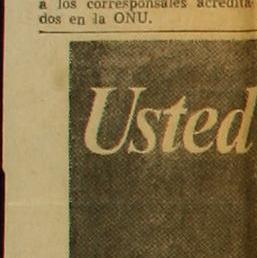 a los corresponsales acredita-
dos en la ONU.
Usted